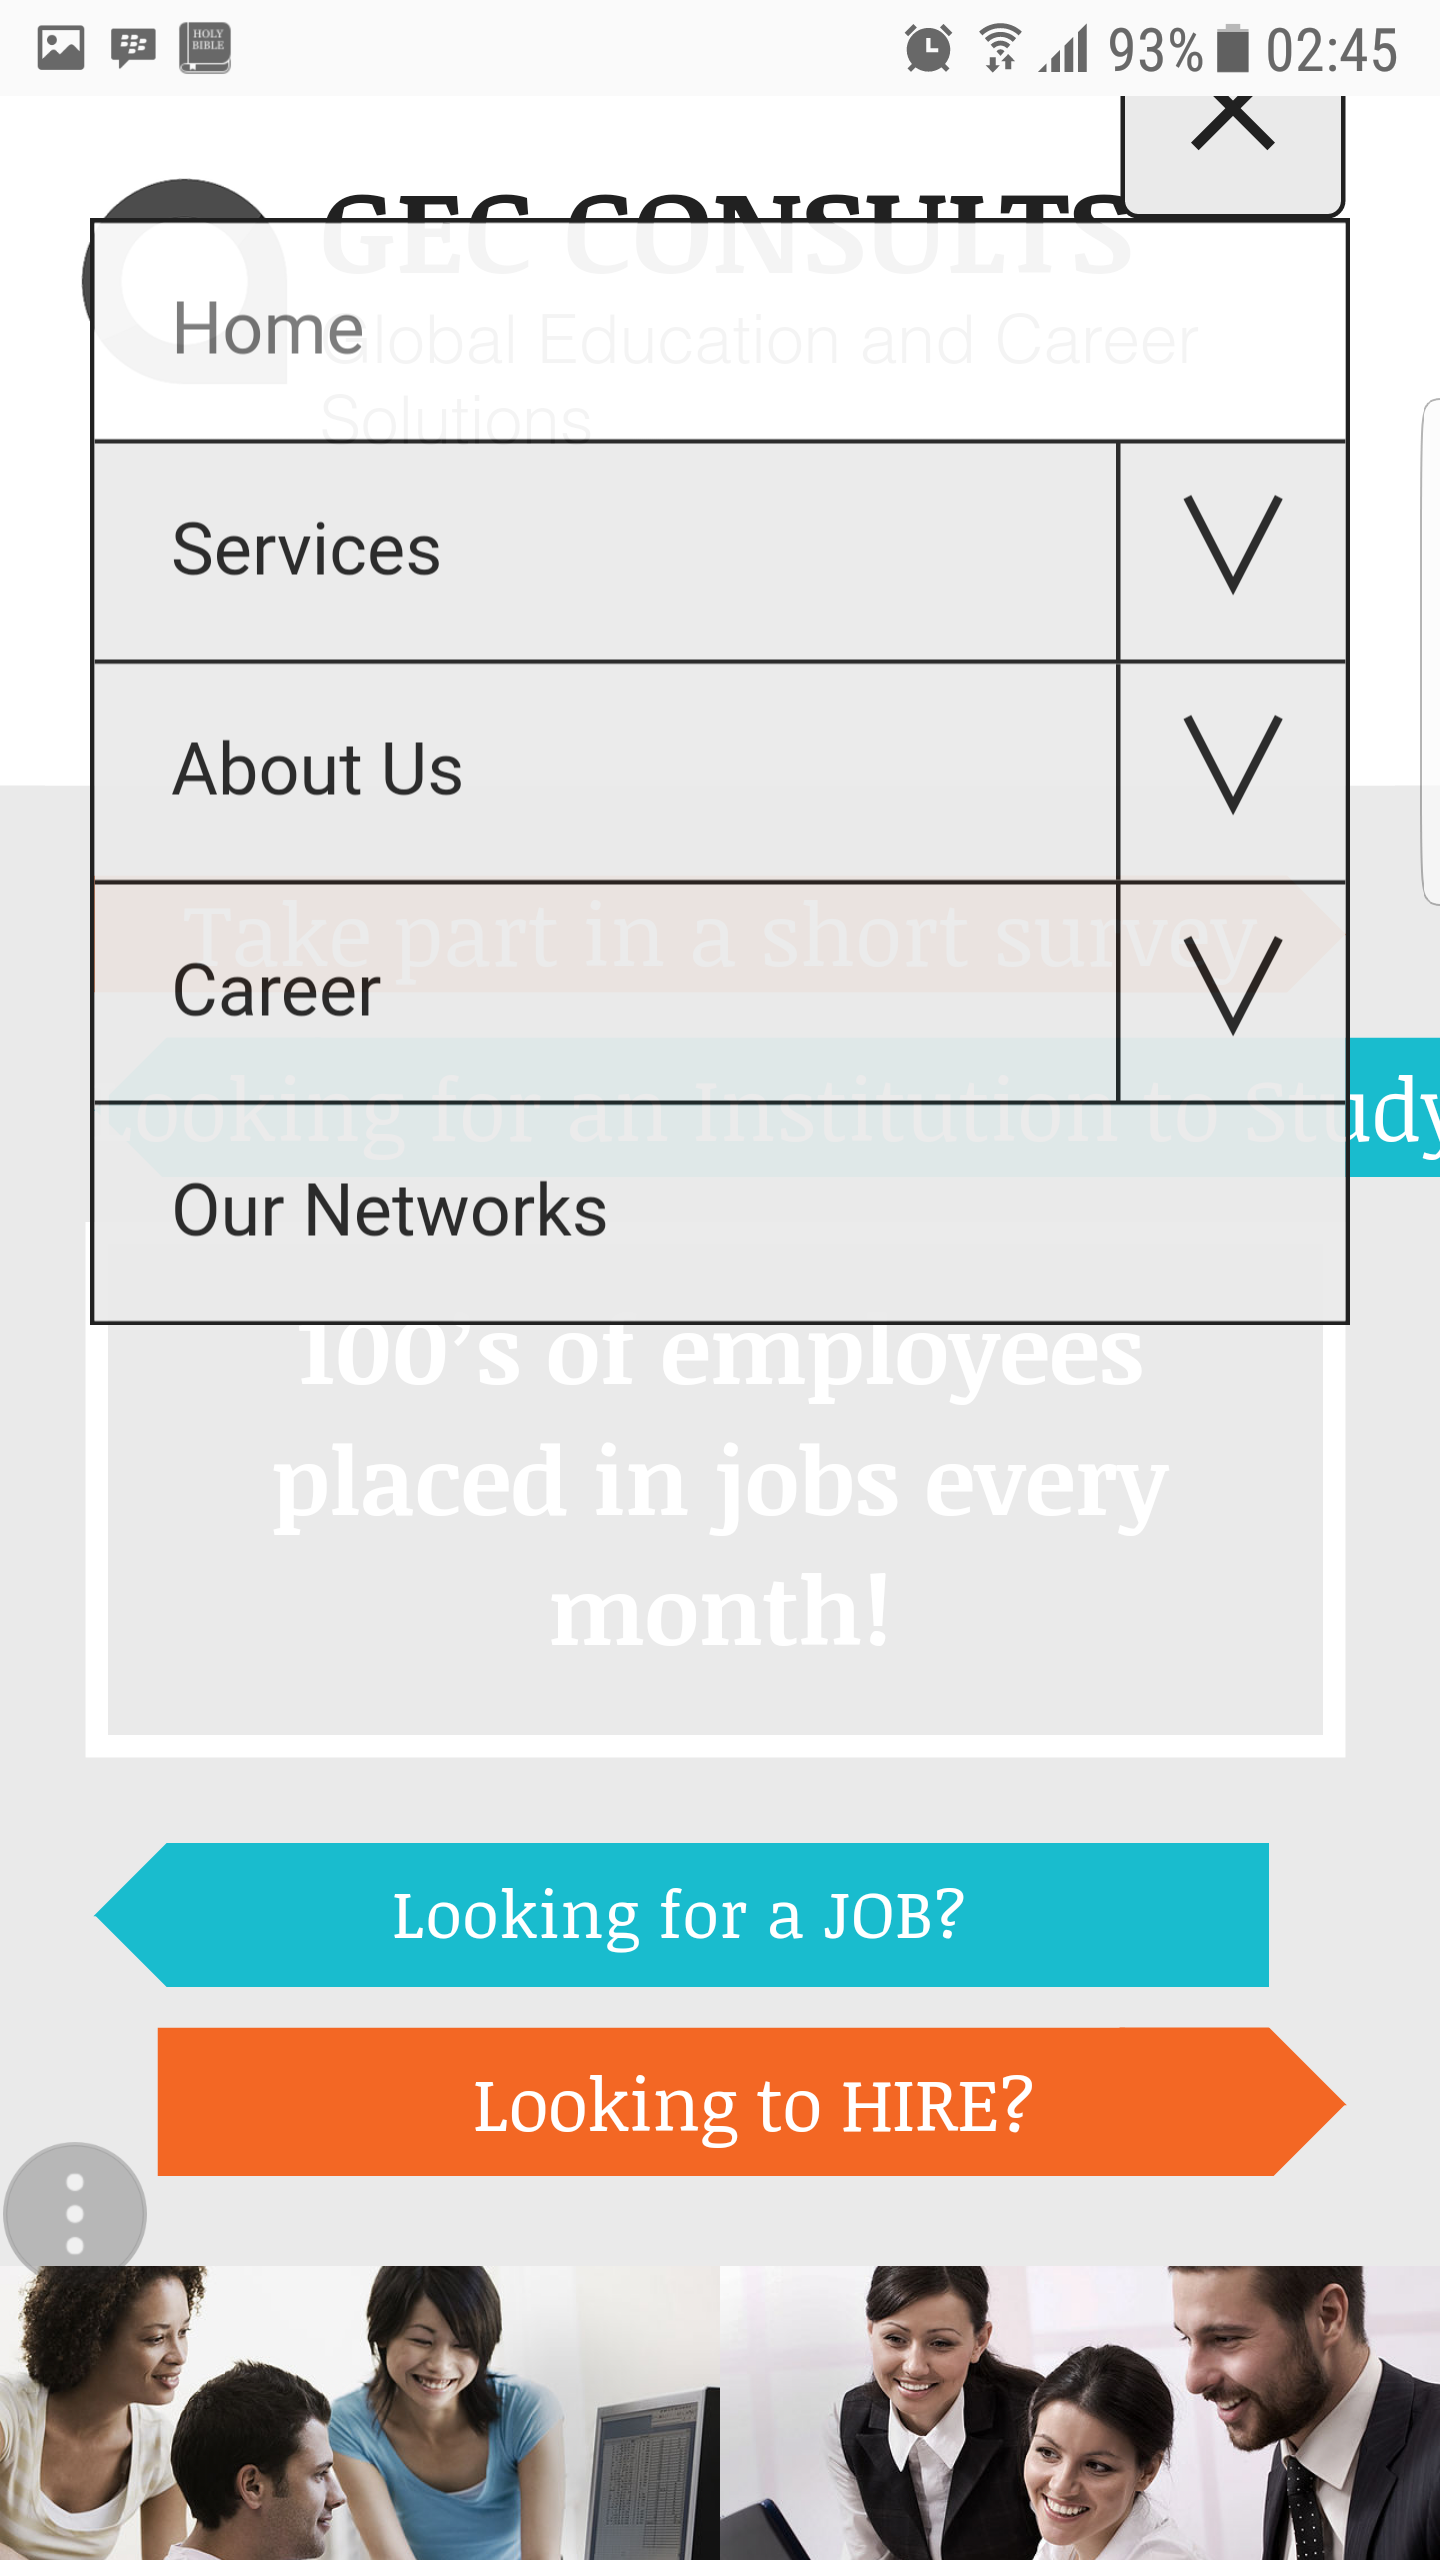 HOLY
BIBLE
93% 02:45
GEC CONSULTS
Global Education and Career
Solutions
Home
Services
About Us
Take part in a short survey
Career
Looking for an Institution to Study
Our Networks
100's of employees
placed in jobs every
month!
Looking for a JOB?
Looking to HIRE?